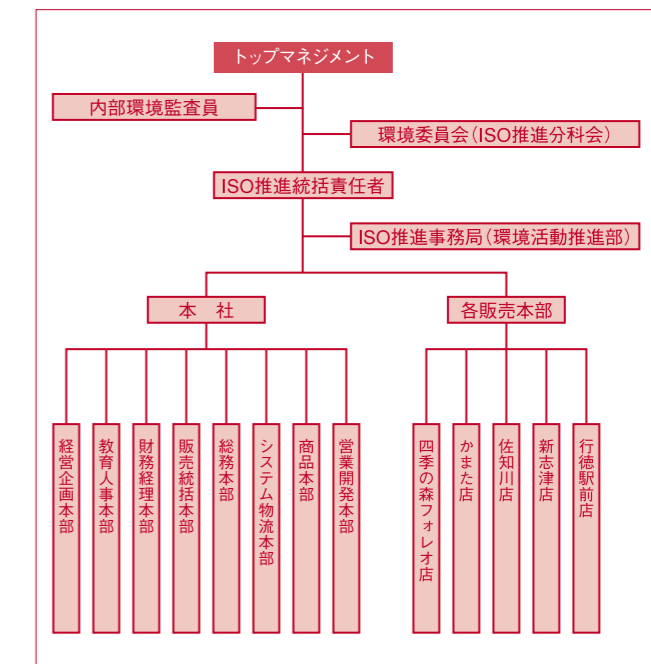 トップマネジメント
内部環境監査員
環境委員会（ISO推進分科会）
ISO推進統括責任者
ISO推進事務局（環境活動推進部）
本　社
各販売本部
経営企画本部
教育人事本部
財務経理本部
販売統括本部
総務本部
システム物流本部
商品本部
営業開発本部
四季の森フォレオ店
かまた店
佐知川店
新志津店
行徳駅前店